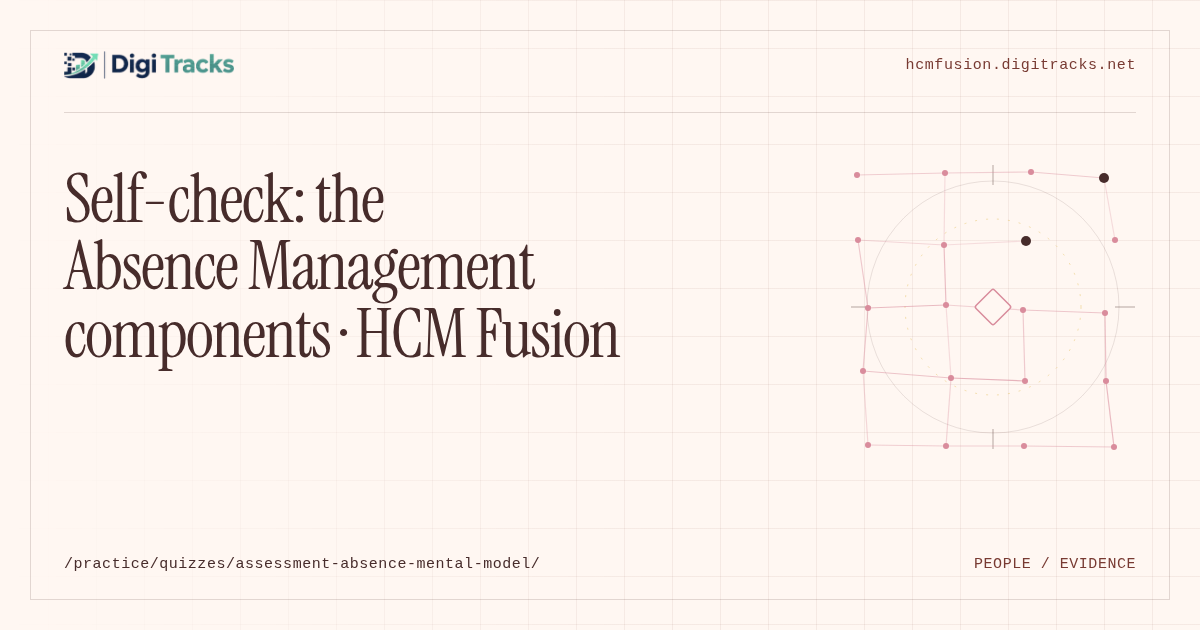 Digi Tracks
hcmfusion.digitracks.net
Self-check: the
Absence Management
components · HCM Fusion
/practice/quizzes/assessment-absence-mental-model/
PEOPLE / EVIDENCE